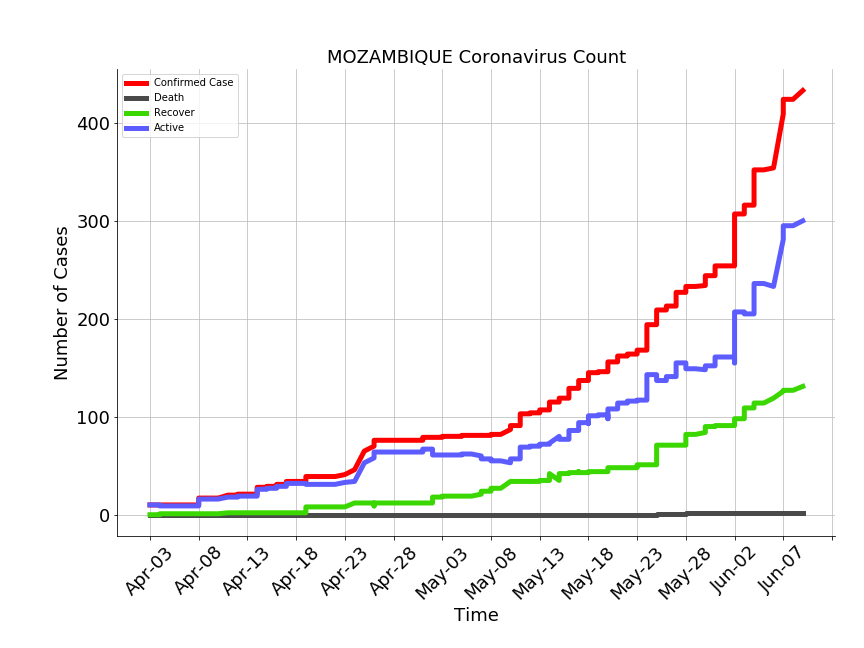 MOZAMBIQUE Coronavirus Count
Confirmed Case
Death
Recover
Active
Number of Cases
400
300
200
100
0
Apr-03
Apr-08
Apr-13
Apr-18
Apr-23
Apr-28
May-03
May-08
May-13
May-18
May-23
May-28
Jun-02
Jun-07
Time